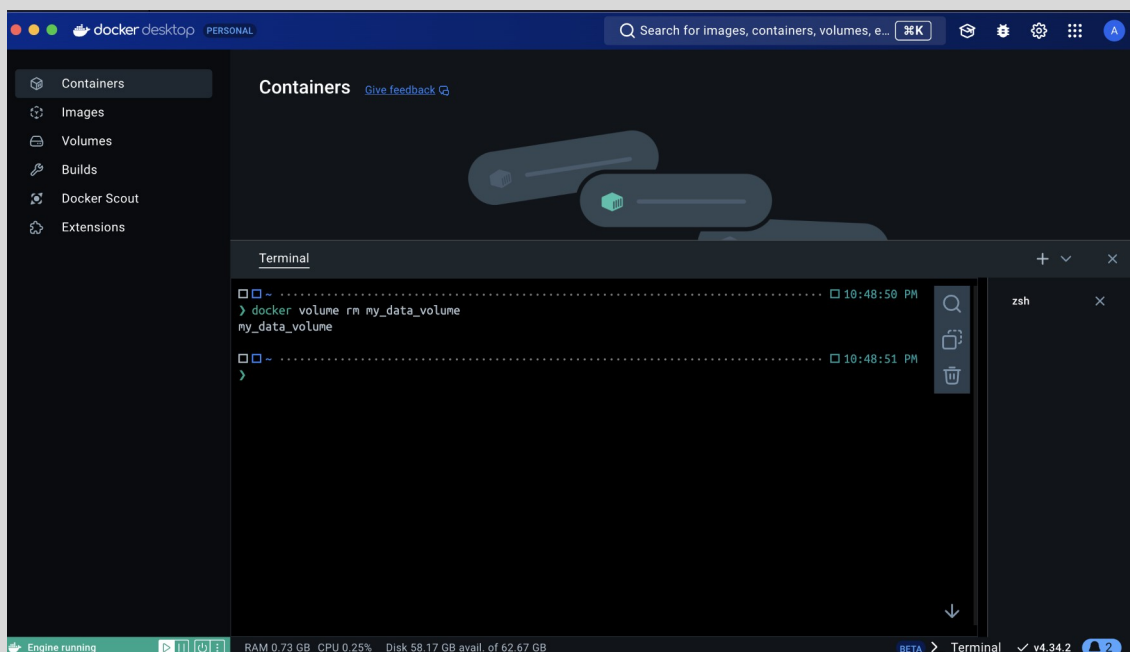 docker desktop PERSONAL
Search for images, containers, volumes, e... ⌘K
A
Containers
Images
Volumes
Builds
Docker Scout
Extensions
Containers Give feedback
Terminal
~ 10:48:50 PM
❯ docker volume rm my_data_volume
my_data_volume
~ 10:48:51 PM
❯
zsh
Engine running
RAM 0.73 GB CPU 0.25% Disk 58.17 GB avail. of 62.67 GB
BETA Terminal v4.34.2 2